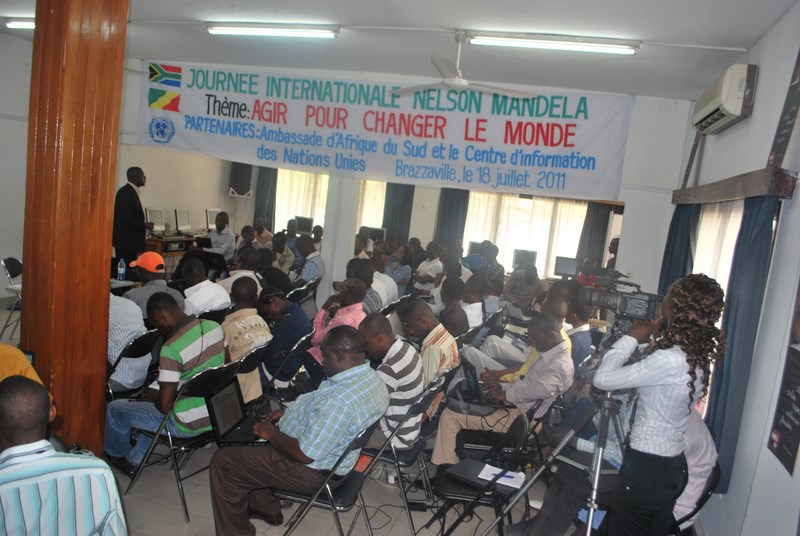 JOURNEE INTERNATIONALE NELSON MANDELA
Thème: AGIR POUR CHANGER LE MONDE
PARTENAIRES: Ambassade d'Afrique du Sud et le Centre d'information
des Nations Unies Brazzaville, le 18 juillet 2011